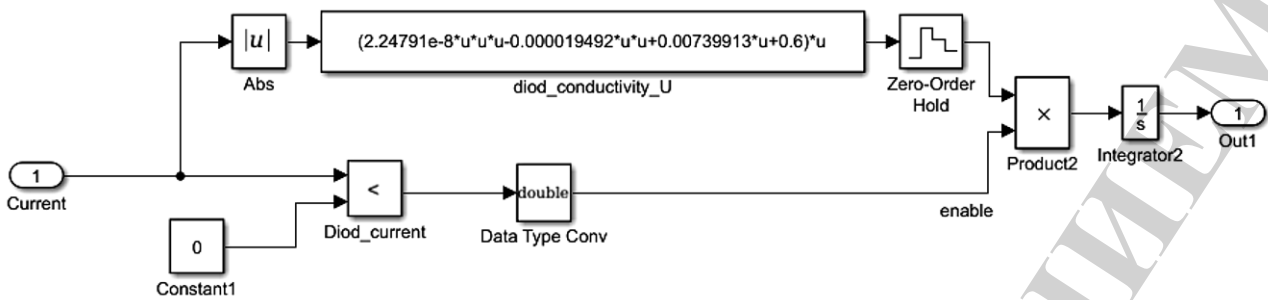 |u|
Abs
(2.24791e-8*u*u*u-0.000019492*u*u+0.00739913*u+0.6)*u
diod_conductivity_U
Zero-Order
Hold
×
Product2
1
s
Integrator2
1
Out1
1
Current
<
Diod_current
double
Data Type Conv
enable
0
Constant1